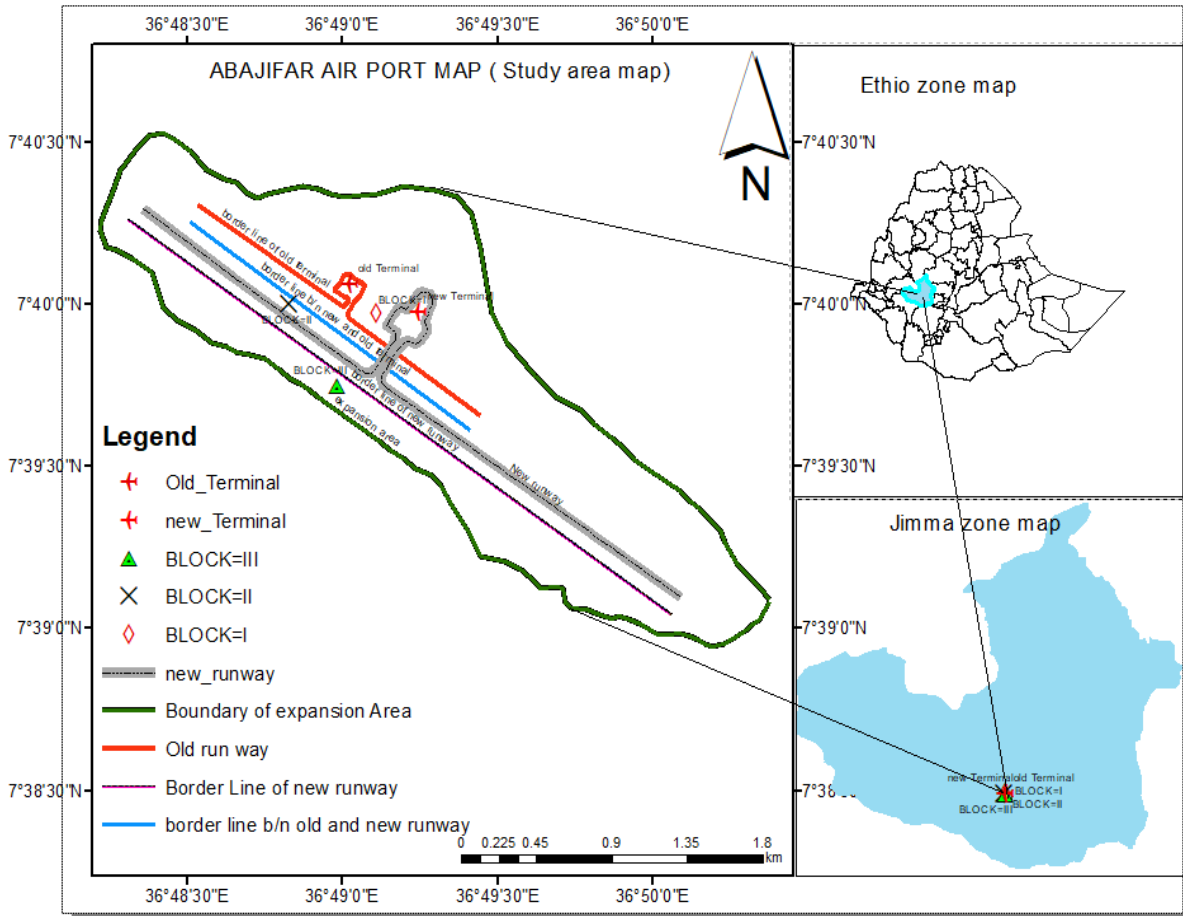 36°48'30"E 36°49'0"E 36°49'30"E 36°50'0"E
ABAJIFAR AIR PORT MAP ( Study area map)
N
Ethio zone map
7°40'30"N 7°40'30"N
border line of old Terminal
old Terminal
border line b/n new and old Terminal
BLOCK=I
new Terminal
7°40'0"N 7°40'0"N
BLOCK=II
BLOCK=III
border line of new runway
expansion area
New runway
7°39'30"N 7°39'30"N
7°39'0"N 7°39'0"N
7°38'30"N
Legend
Old_Terminal
new_Terminal
BLOCK=III
BLOCK=II
BLOCK=I
new_runway
Boundary of expansion Area
Old run way
Border Line of new runway
border line b/n old and new runway
0 0.225 0.45 0.9 1.35 1.8
km
Jimma zone map
new Terminal old Terminal
BLOCK=I
BLOCK=III BLOCK=II
36°48'30"E 36°49'0"E 36°49'30"E 36°50'0"E